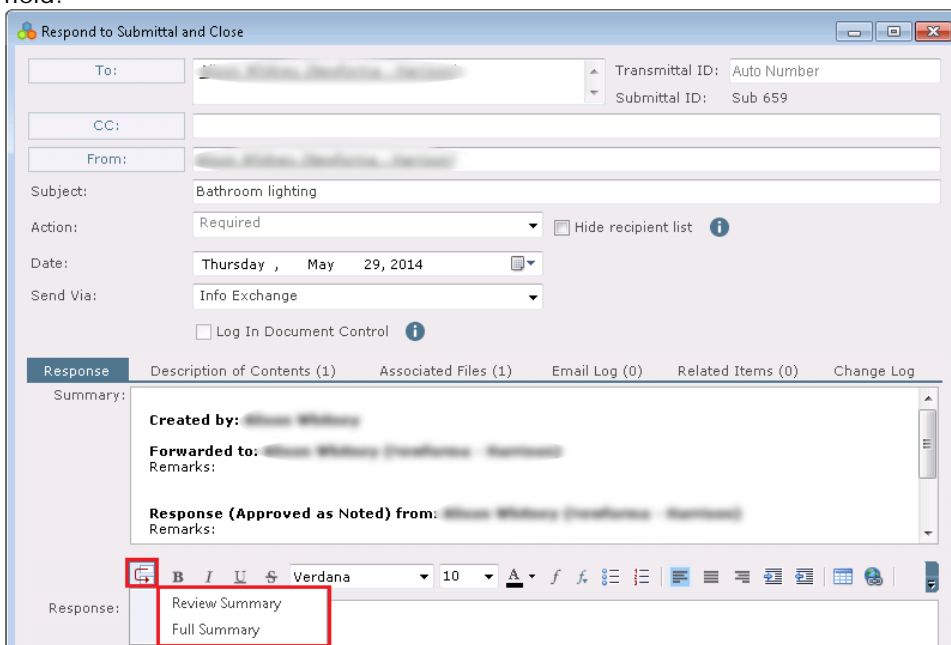 Respond to Submittal and Close
To:
Transmittal ID: Auto Number
Submittal ID: Sub 659
CC:
From:
Subject: Bathroom lighting
Action: Required Hide recipient list
Date: Thursday , May 29, 2014
Send Via: Info Exchange
Log In Document Control
Response Description of Contents (1) Associated Files (1) Email Log (0) Related Items (0) Change Log
Summary:
Created by:
Forwarded to:
Remarks:
Response (Approved as Noted) from:
Remarks:
B I U S Verdana 10 A
Response: Review Summary
Full Summary